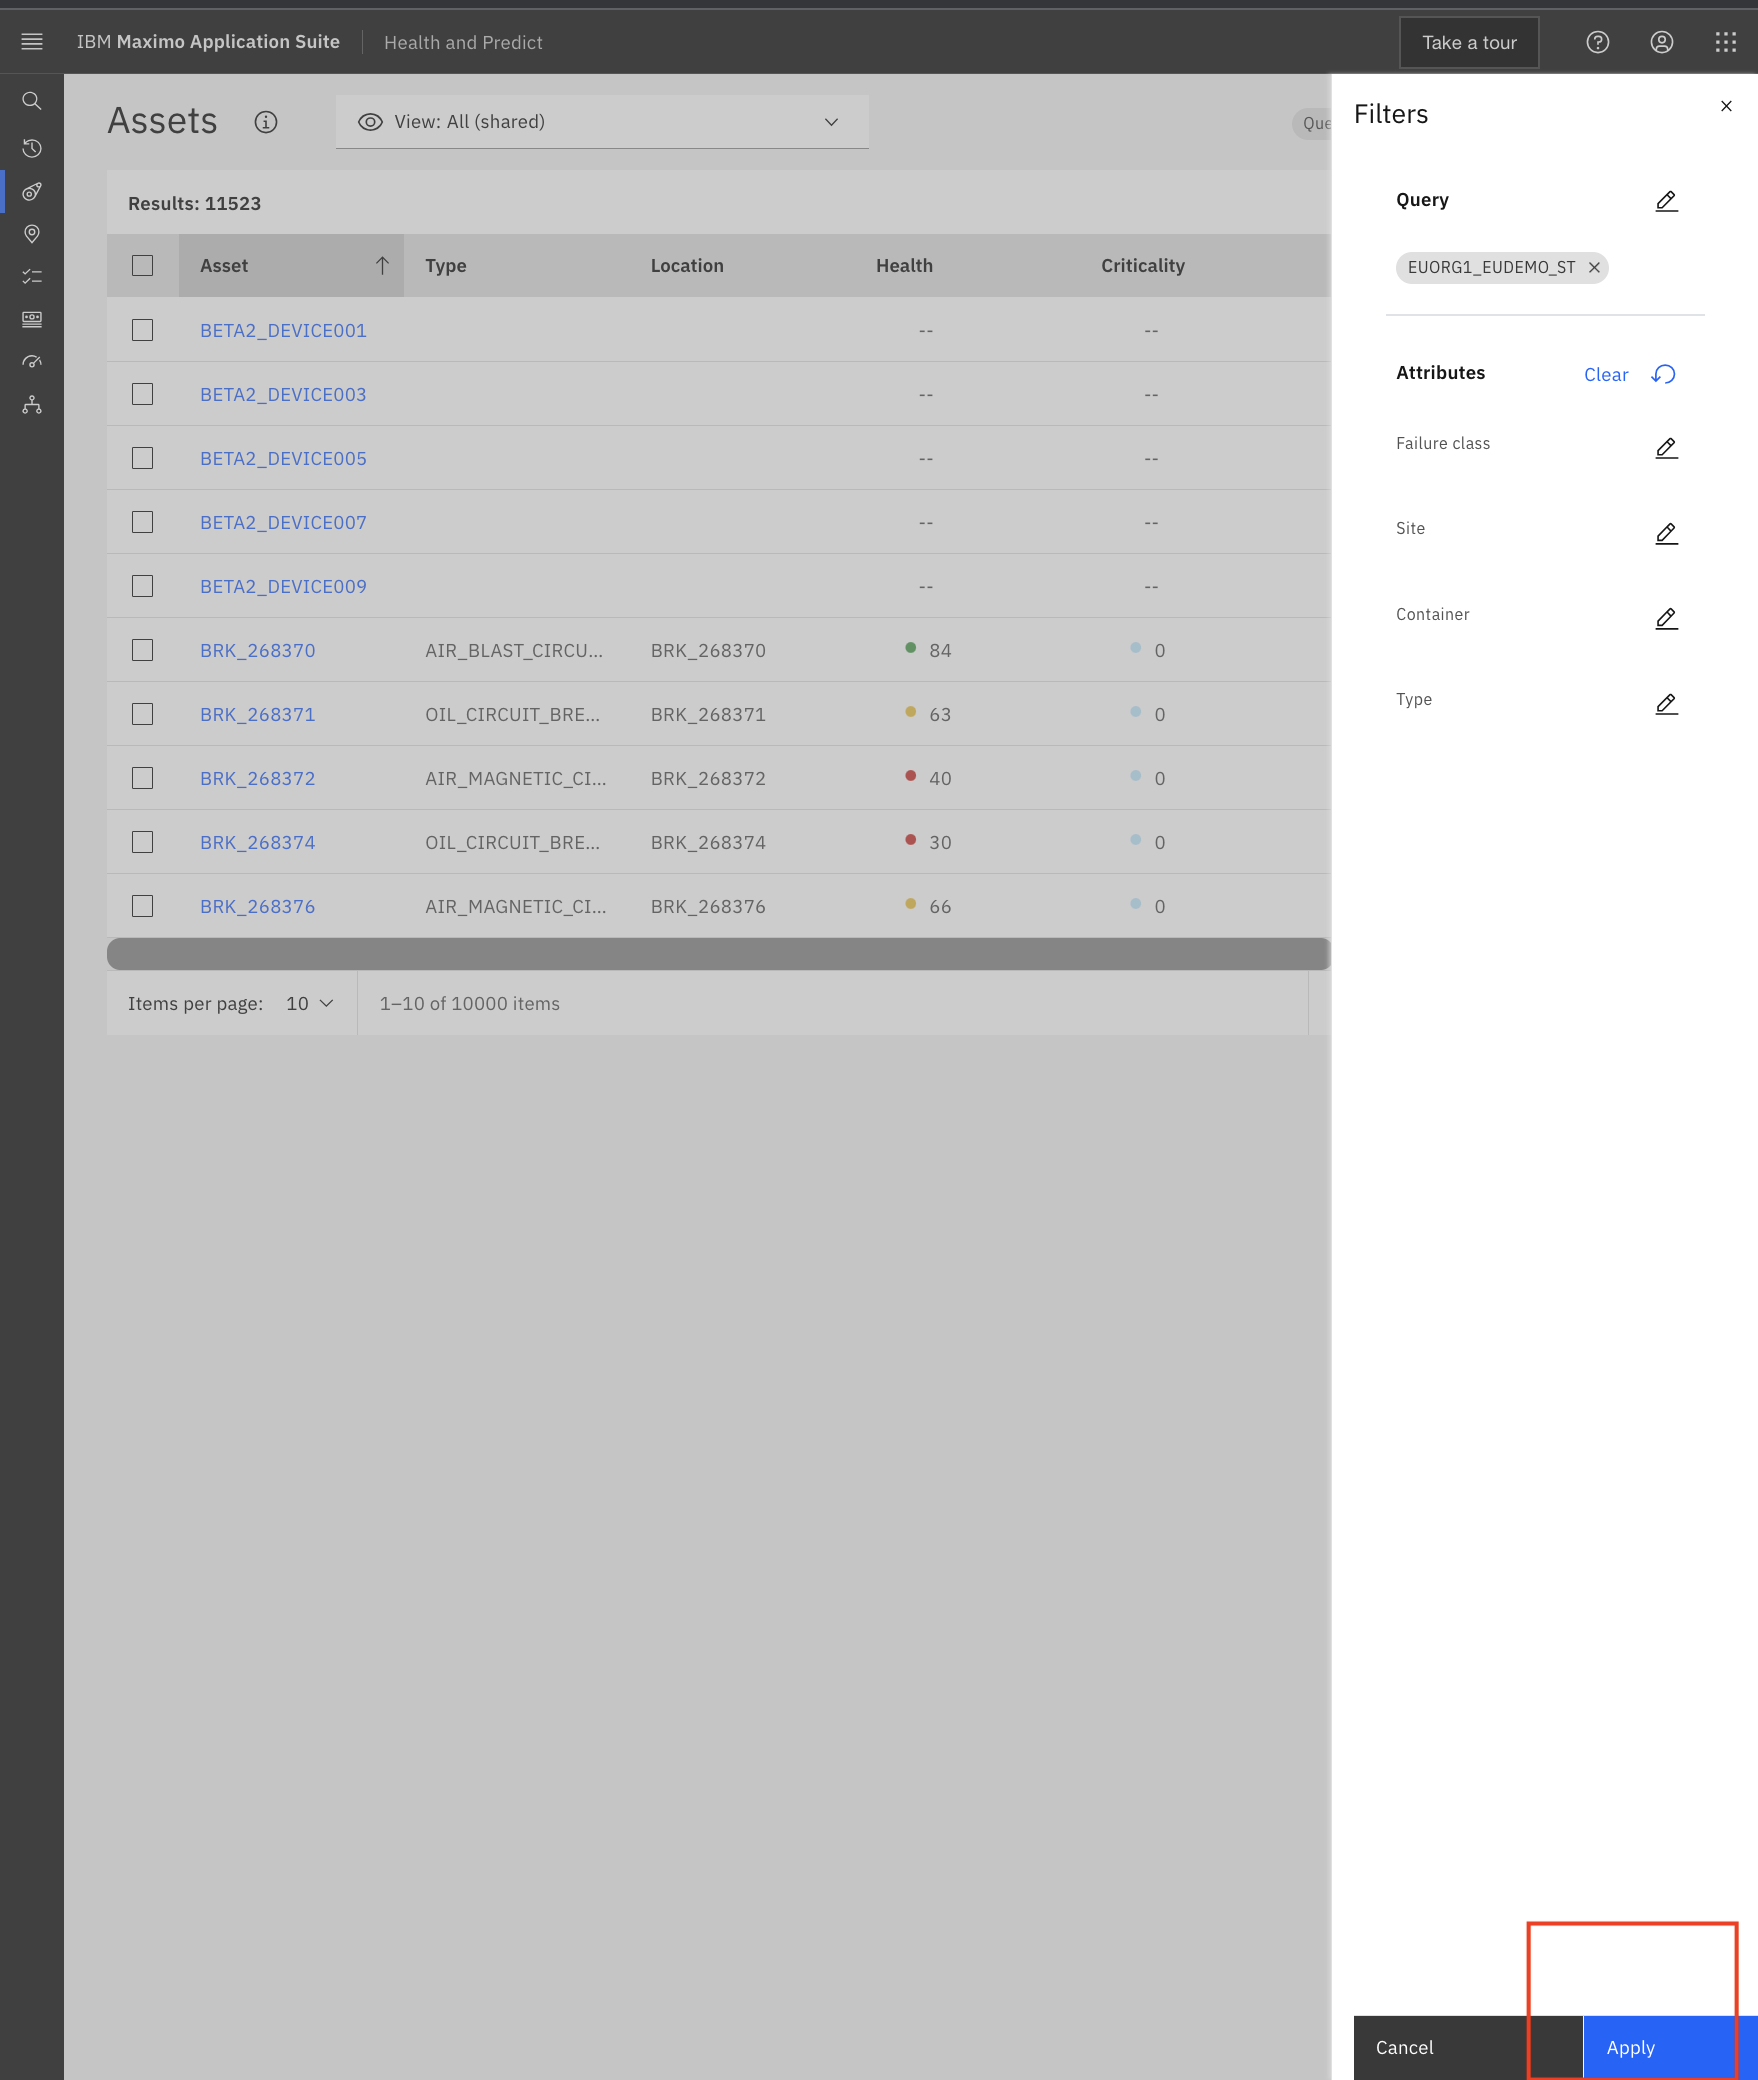 IBM Maximo Application Suite Health and Predict Take a tour
Assets View: All (shared) Que
Results: 11523
Asset Type Location Health Criticality
BETA2_DEVICE001 -- --
BETA2_DEVICE003 -- --
BETA2_DEVICE005 -- --
BETA2_DEVICE007 -- --
BETA2_DEVICE009 -- --
BRK_268370 AIR_BLAST_CIRCU... BRK_268370 84 0
BRK_268371 OIL_CIRCUIT_BRE... BRK_268371 63 0
BRK_268372 AIR_MAGNETIC_CI... BRK_268372 40 0
BRK_268374 OIL_CIRCUIT_BRE... BRK_268374 30 0
BRK_268376 AIR_MAGNETIC_CI... BRK_268376 66 0
Items per page: 10 1–10 of 10000 items
Filters
Query
EUORG1_EUDEMO_ST
Attributes Clear
Failure class
Site
Container
Type
Cancel Apply